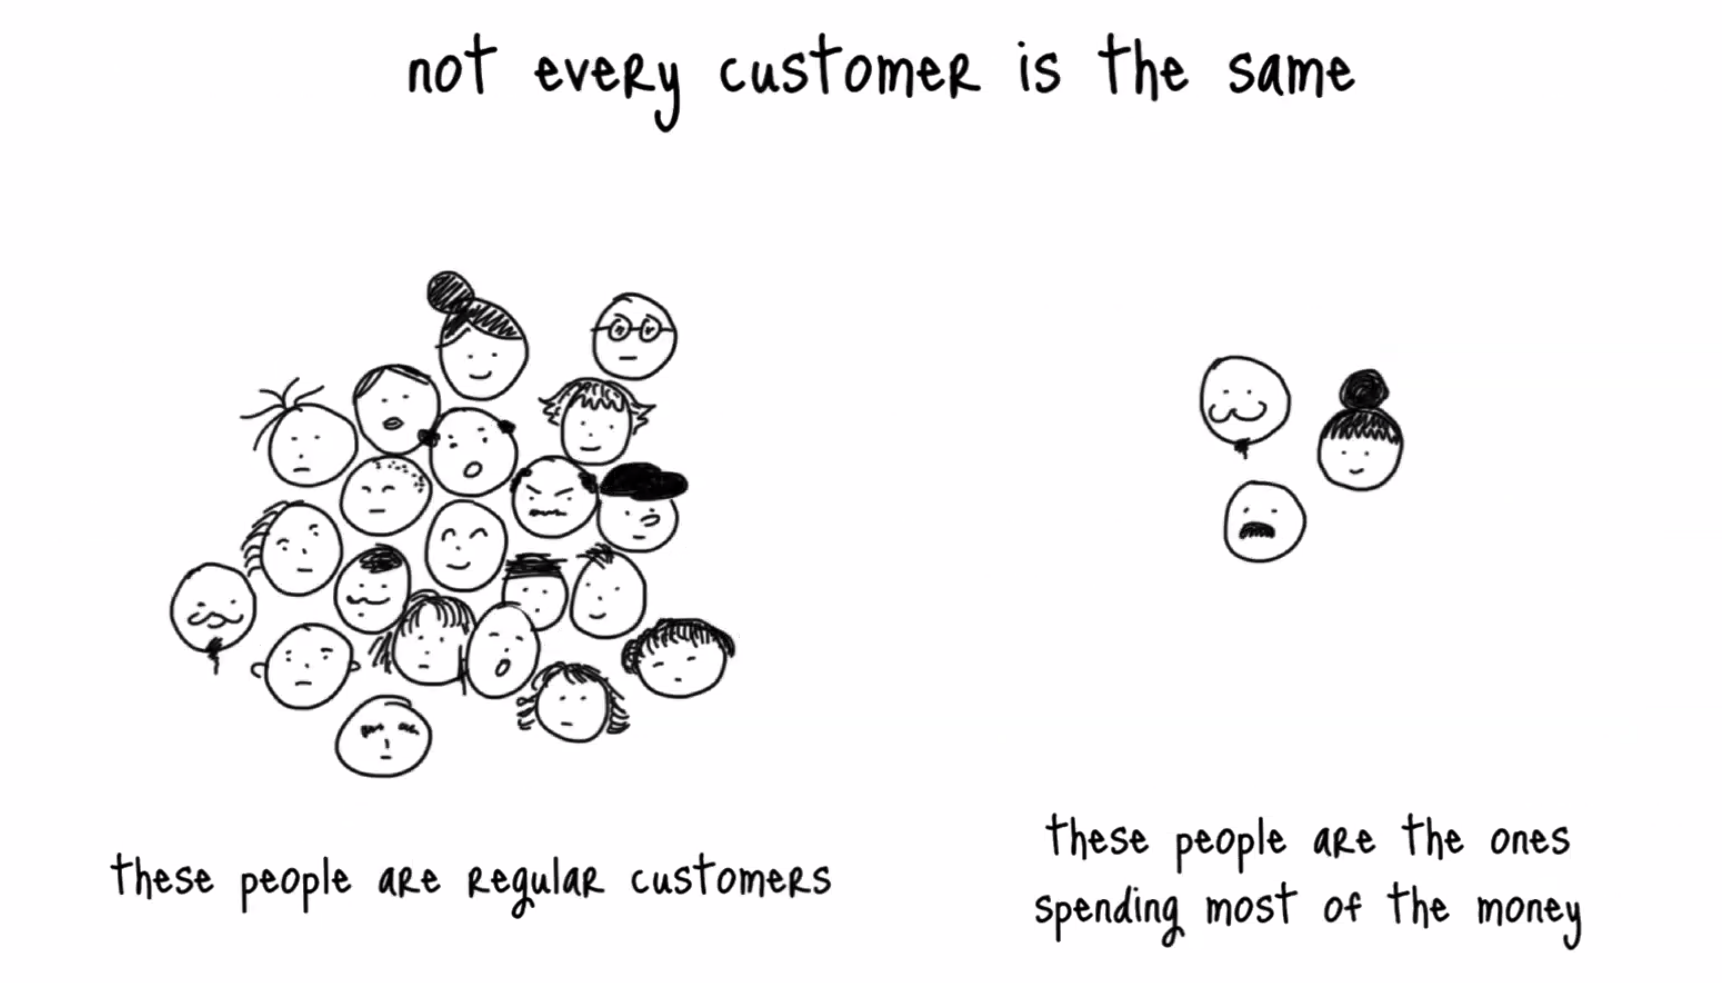 not every customer is the same
these people are regular customers
these people are the ones
spending most of the money